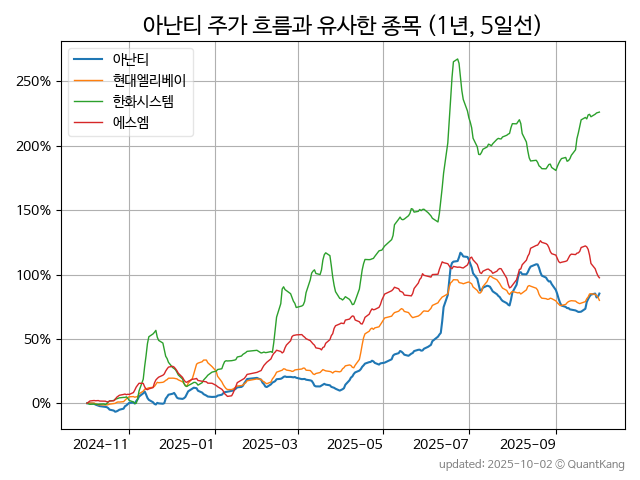 아난티 주가 흐름과 유사한 종목 (1년, 5일선)
아난티
현대엘리베이
한화시스템
에스엠
250%
200%
150%
100%
50%
0%
2024-11 2025-01 2025-03 2025-05 2025-07 2025-09
updated: 2025-10-02 © QuantKang